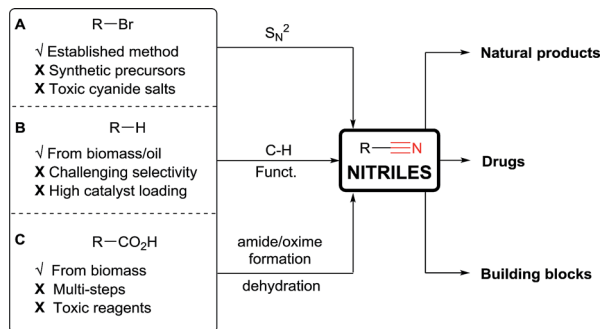 A
R—Br
√ Established method
X Synthetic precursors
X Toxic cyanide salts
B
R—H
√ From biomass/oil
X Challenging selectivity
X High catalyst loading
C
R—CO₂H
√ From biomass
X Multi-steps
X Toxic reagents
S_N²
C-H
Funct.
amide/oxime
formation
dehydration
R—≡N
NITRILES
Natural products
Drugs
Building blocks